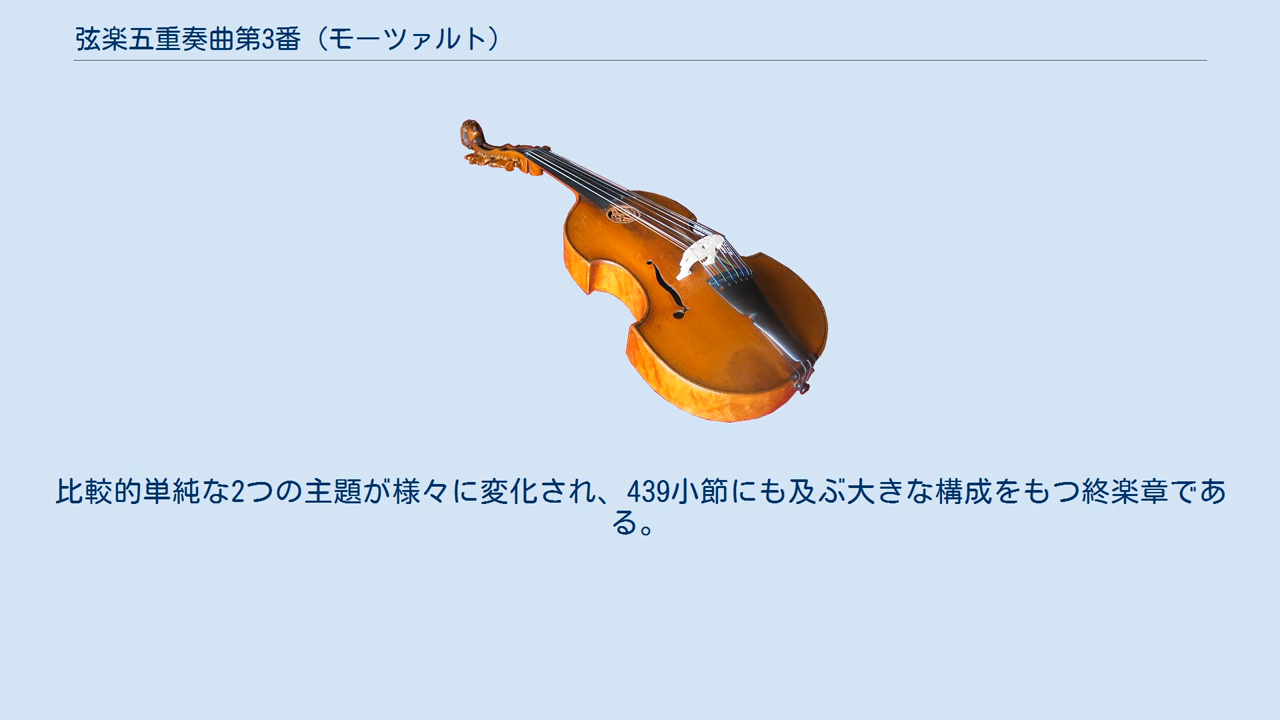 弦楽五重奏曲第3番（モーツァルト）
比較的単純な2つの主題が様々に変化され、439小節にも及ぶ大きな構成をもつ終楽章であ
る。